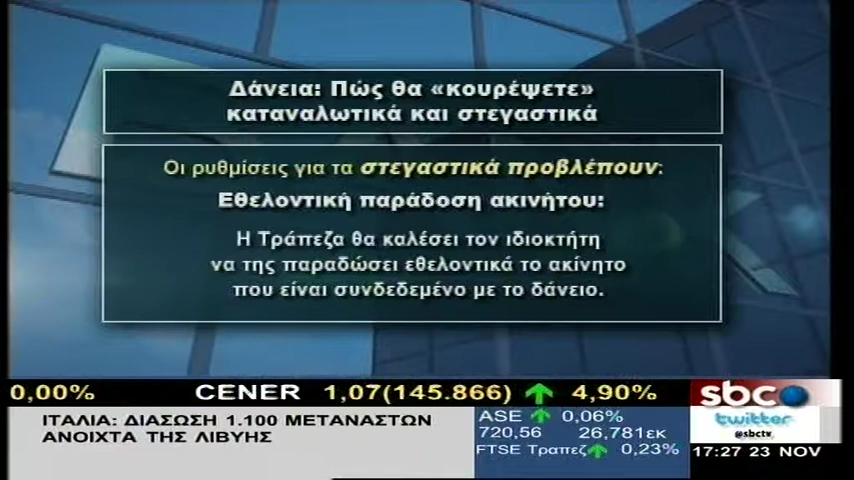 Δάνεια: Πώς θα «κουρέψετε»
καταναλωτικά και στεγαστικά
Οι ρυθμίσεις για τα στεγαστικά προβλέπουν:
Εθελοντική παράδοση ακινήτου:
Η Τράπεζα θα καλέσει τον ιδιοκτήτη
να της παραδώσει εθελοντικά το ακίνητο
που είναι συνδεδεμένο με το δάνειο.
0,00% CENER 1,07(145.866) 4,90%
sbc
ΙΤΑΛΙΑ: ΔΙΑΣΩΣΗ 1.100 ΜΕΤΑΝΑΣΤΩΝ
ΑΝΟΙΧΤΑ ΤΗΣ ΛΙΒΥΗΣ
ASE 0,06%
720,56 26,781εκ
FTSE Τραπεζ 0,23%
twitter
@sbctv
17:27 23 NOV